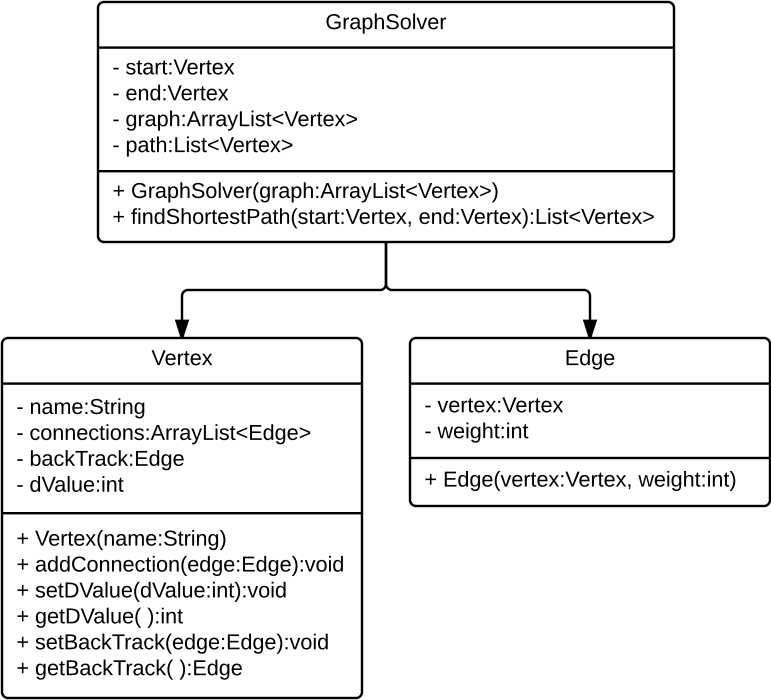 GraphSolver
- start:Vertex
- end:Vertex
- graph:ArrayList<Vertex>
- path:List<Vertex>
+ GraphSolver(graph:ArrayList<Vertex>)
+ findShortestPath(start:Vertex, end:Vertex):List<Vertex>
Vertex
- name:String
- connections:ArrayList<Edge>
- backTrack:Edge
- dValue:int
+ Vertex(name:String)
+ addConnection(edge:Edge):void
+ setDValue(dValue:int):void
+ getDValue( ):int
+ setBackTrack(edge:Edge):void
+ getBackTrack( ):Edge
Edge
- vertex:Vertex
- weight:int
+ Edge(vertex:Vertex, weight:int)